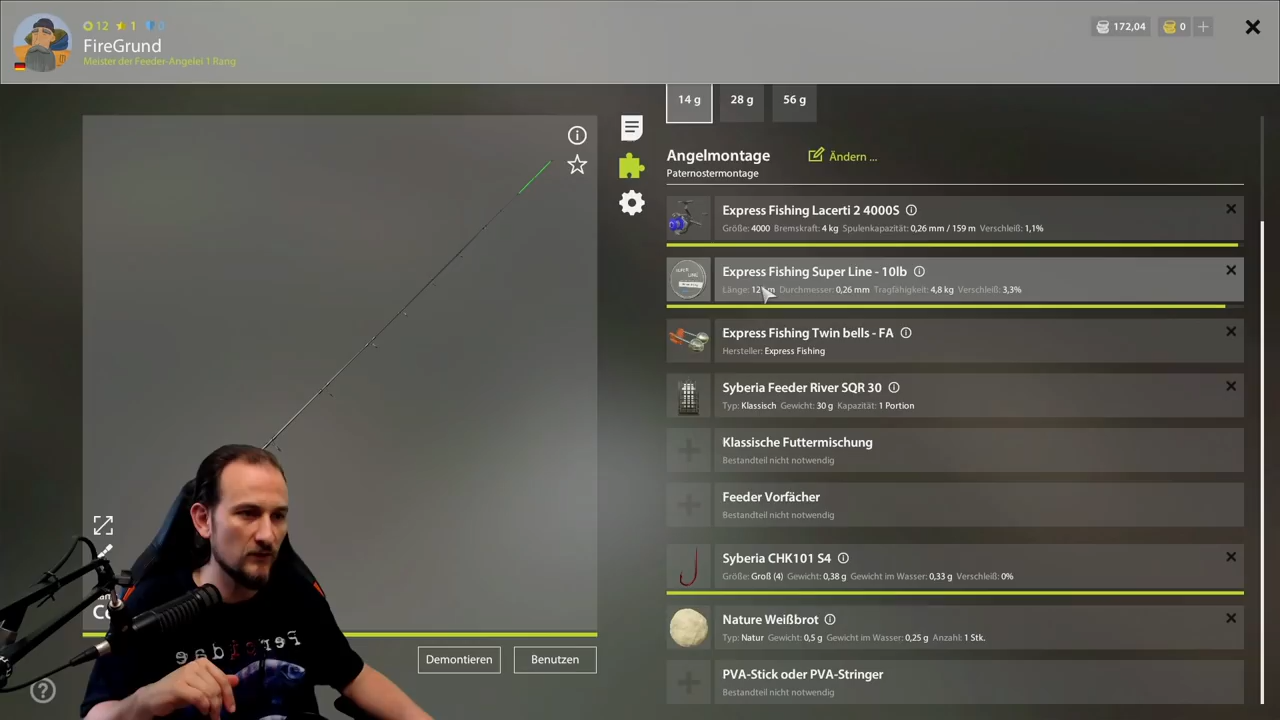 12 1 0
FireGrund
Meister der Feeder-Angelei 1 Rang
172,04 0
14 g 28 g 56 g
Angelmontage Ändern ...
Paternostermontage
Express Fishing Lacerti 2 4000S
Größe: 4000 Bremskraft: 4 kg Spulenkapazität: 0,26 mm / 159 m Verschleiß: 1,1%
Express Fishing Super Line - 10lb
Länge: m Durchmesser: 0,26 mm Tragfähigkeit: 4,8 kg Verschleiß: 3,3%
Express Fishing Twin bells - FA
Hersteller: Express Fishing
Syberia Feeder River SQR 30
Typ: Klassisch Gewicht: 30 g Kapazität: 1 Portion
Klassische Futtermischung
Bestandteil nicht notwendig
Feeder Vorfächer
Bestandteil nicht notwendig
Syberia CHK101 S4
Größe: Groß (4) Gewicht: 0,38 g Gewicht im Wasser: 0,33 g Verschleiß: 0%
Nature Weißbrot
Typ: Natur Gewicht: 0,5 g Gewicht im Wasser: 0,25 g Anzahl: 1 Stk.
PVA-Stick oder PVA-Stringer
Bestandteil nicht notwendig
Demontieren Benutzen